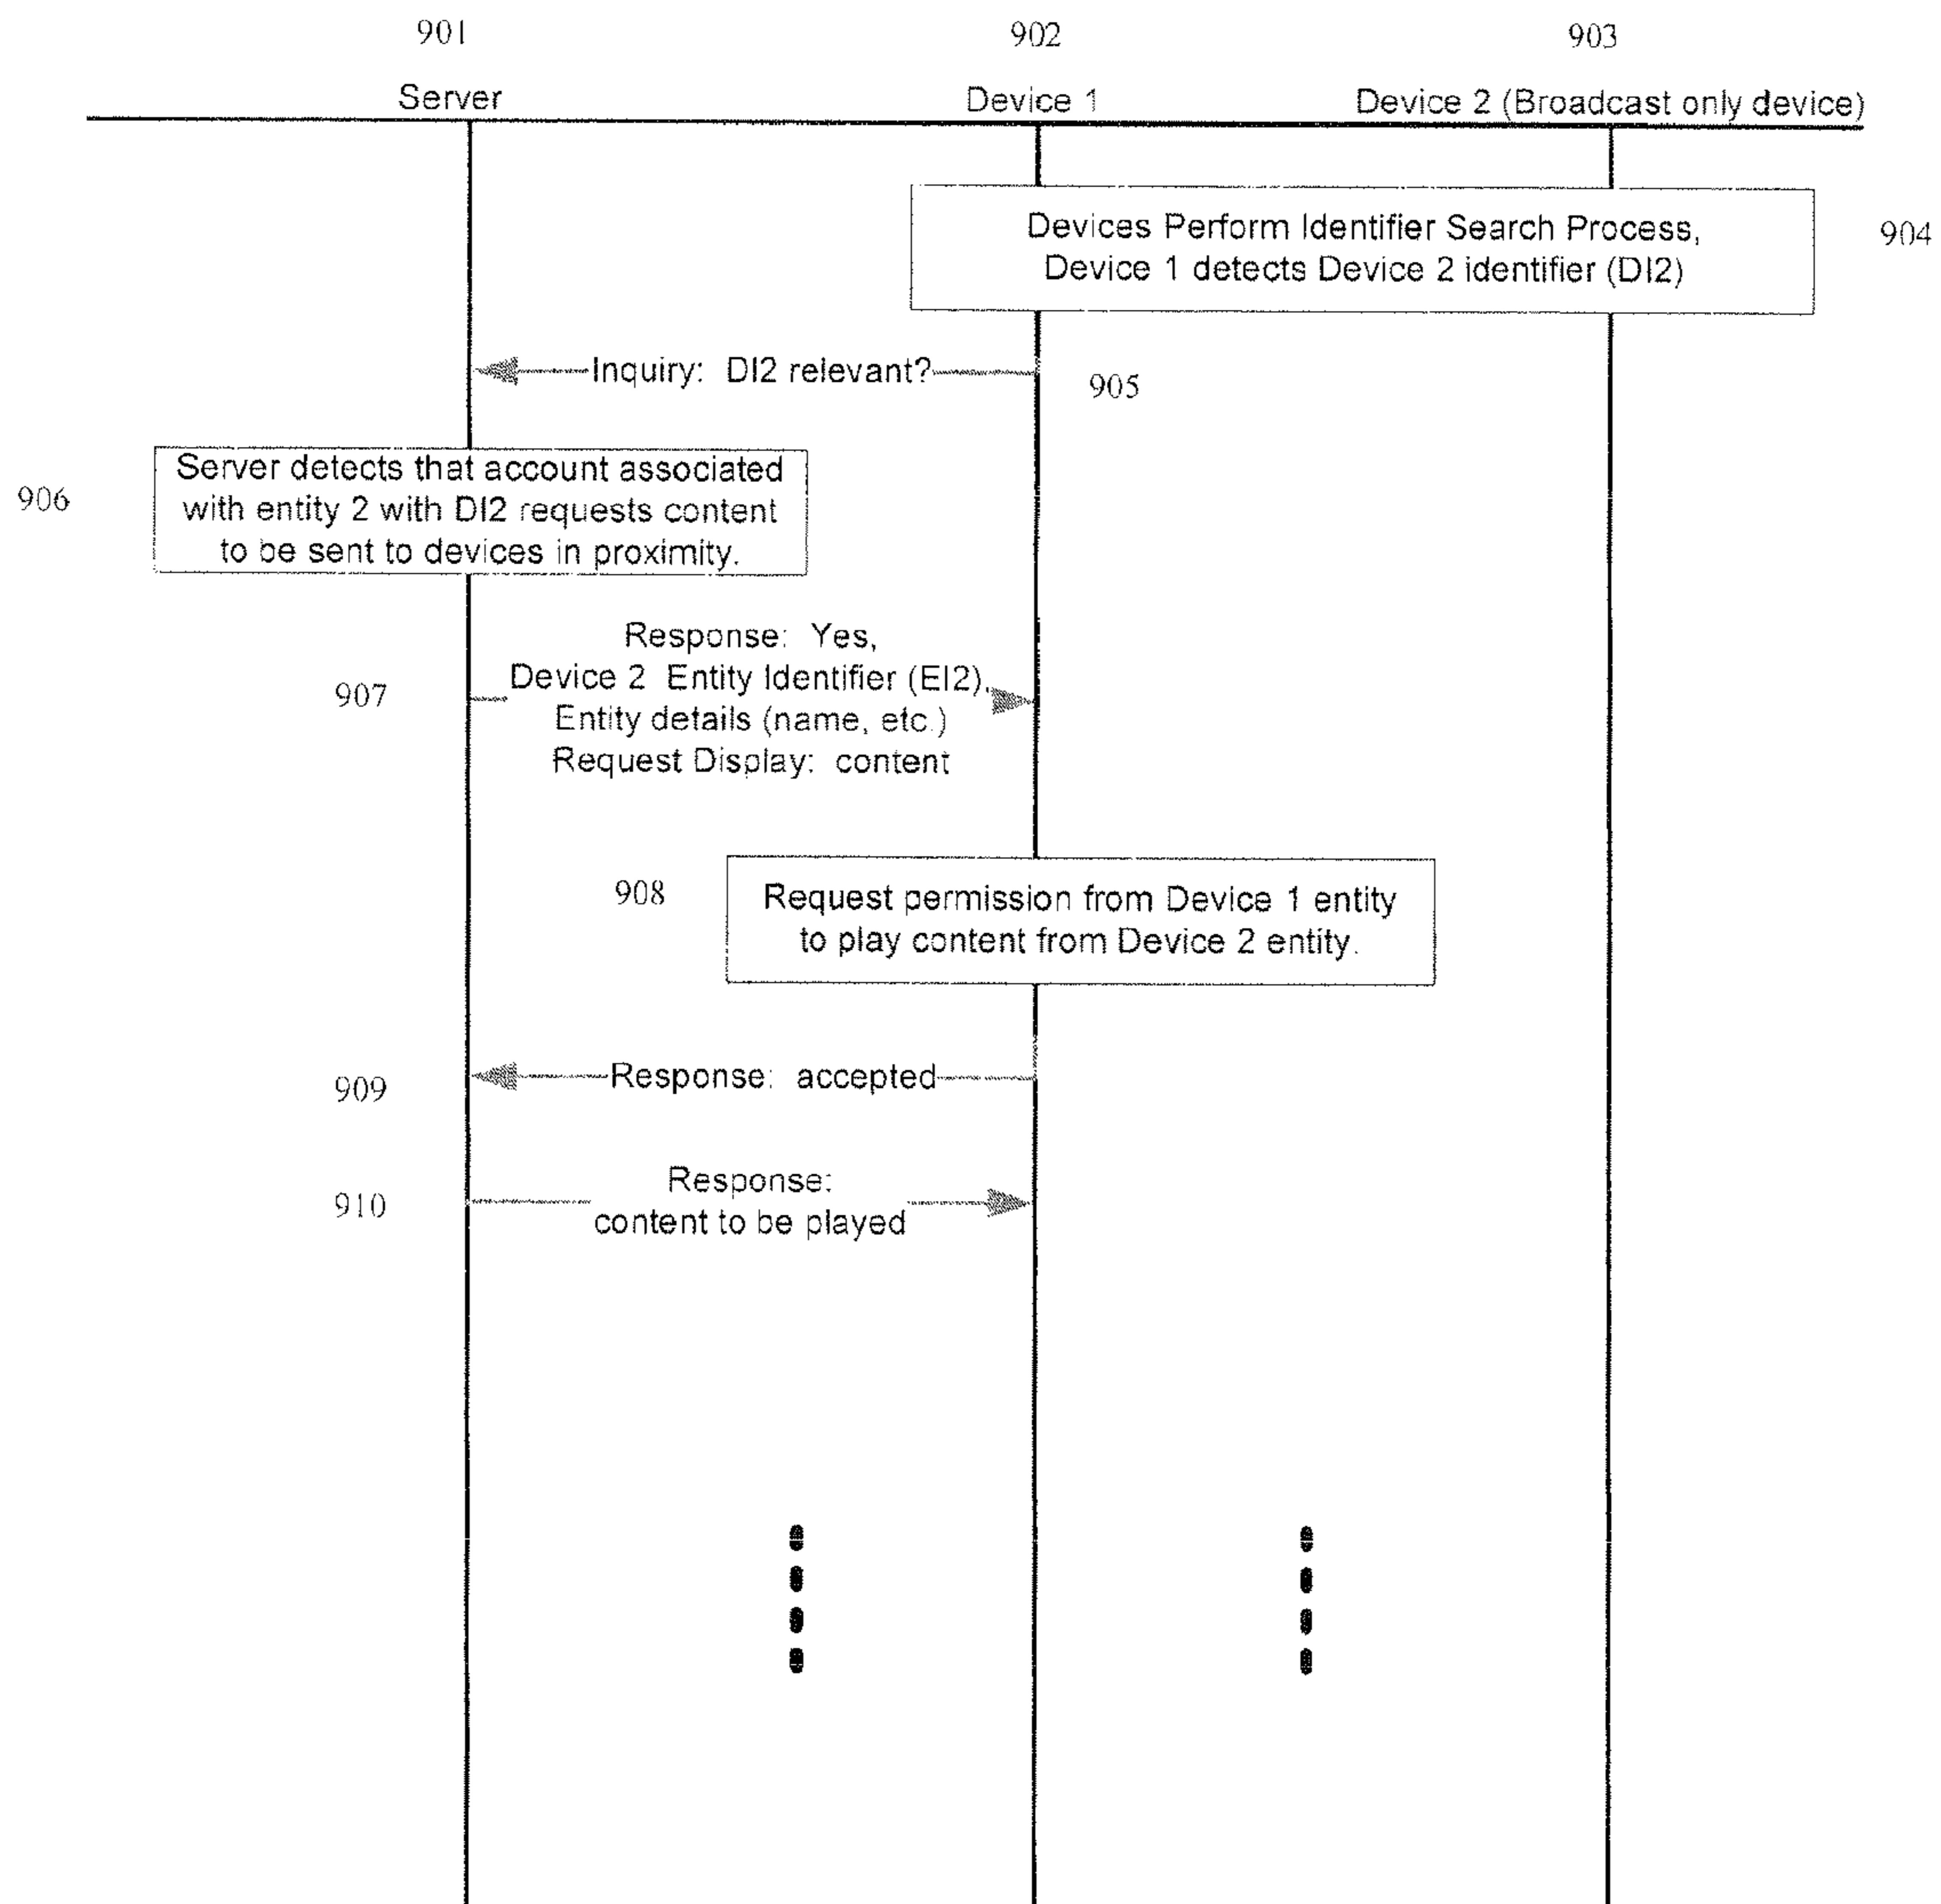 901
902
903
Server
Device 1
Device 2 (Broadcast only device)
Devices Perform Identifier Search Process,
Device 1 detects Device 2 identifier (DI2)
904
Inquiry: DI2 relevant?
905
906
Server detects that account associated
with entity 2 with DI2 requests content
to be sent to devices in proximity.
907
Response: Yes,
Device 2 Entity Identifier (EI2),
Entity details (name, etc.)
Request Display: content
908
Request permission from Device 1 entity
to play content from Device 2 entity.
909
Response: accepted
910
Response:
content to be played